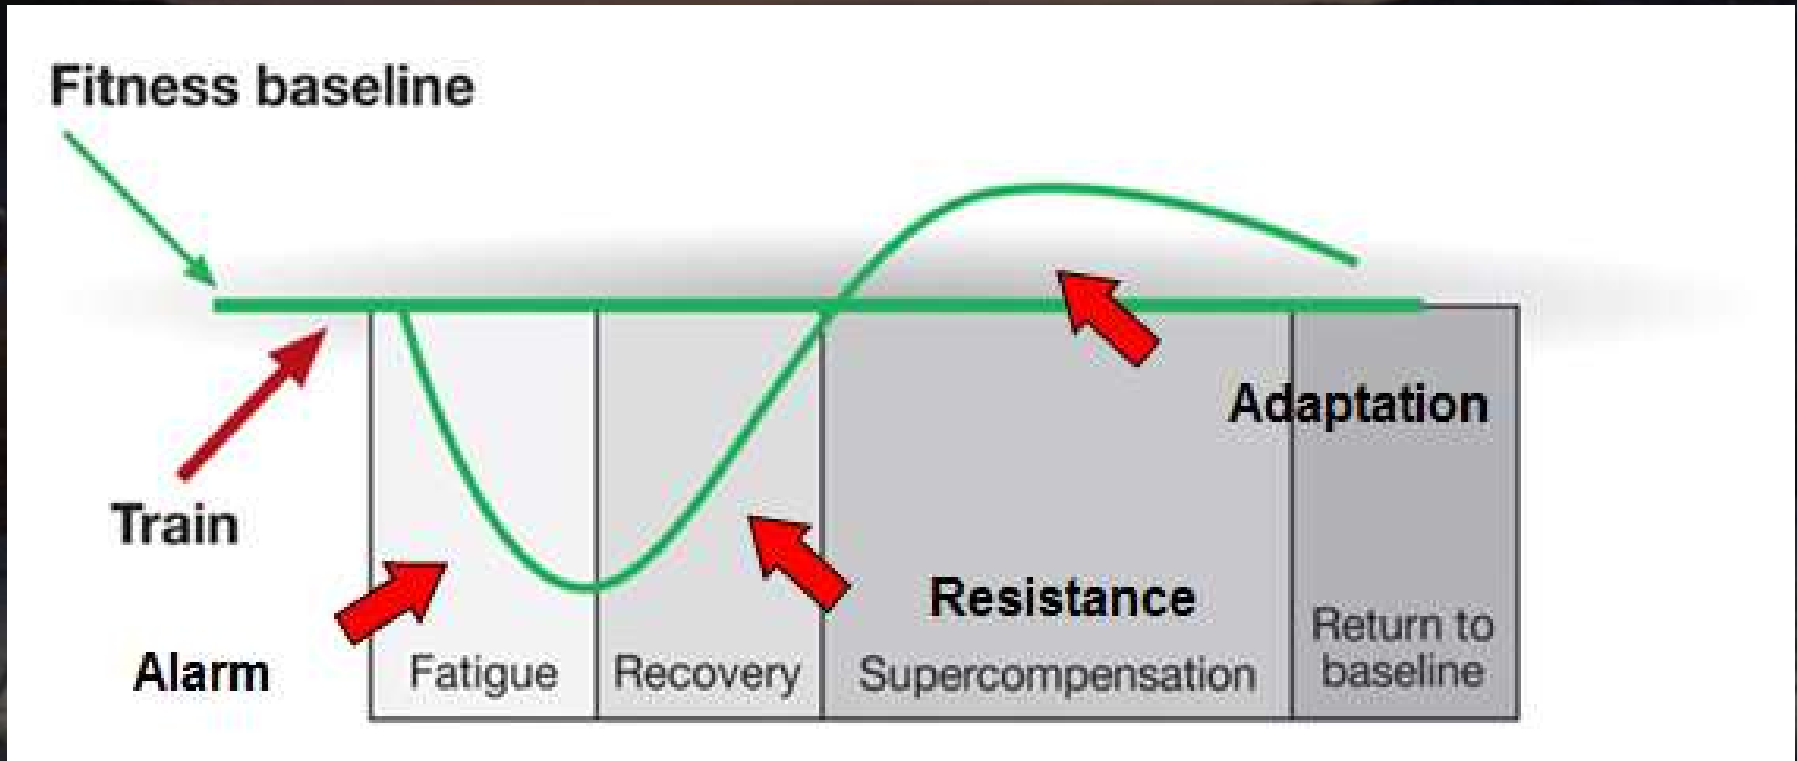 Fitness baseline
Train
Adaptation
Resistance
Alarm
Fatigue
Recovery
Supercompensation
Return to
baseline